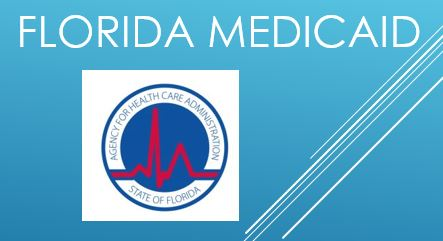 FLORIDA MEDICAID
AGENCY FOR HEALTH CARE ADMINISTRATION
STATE OF FLORIDA